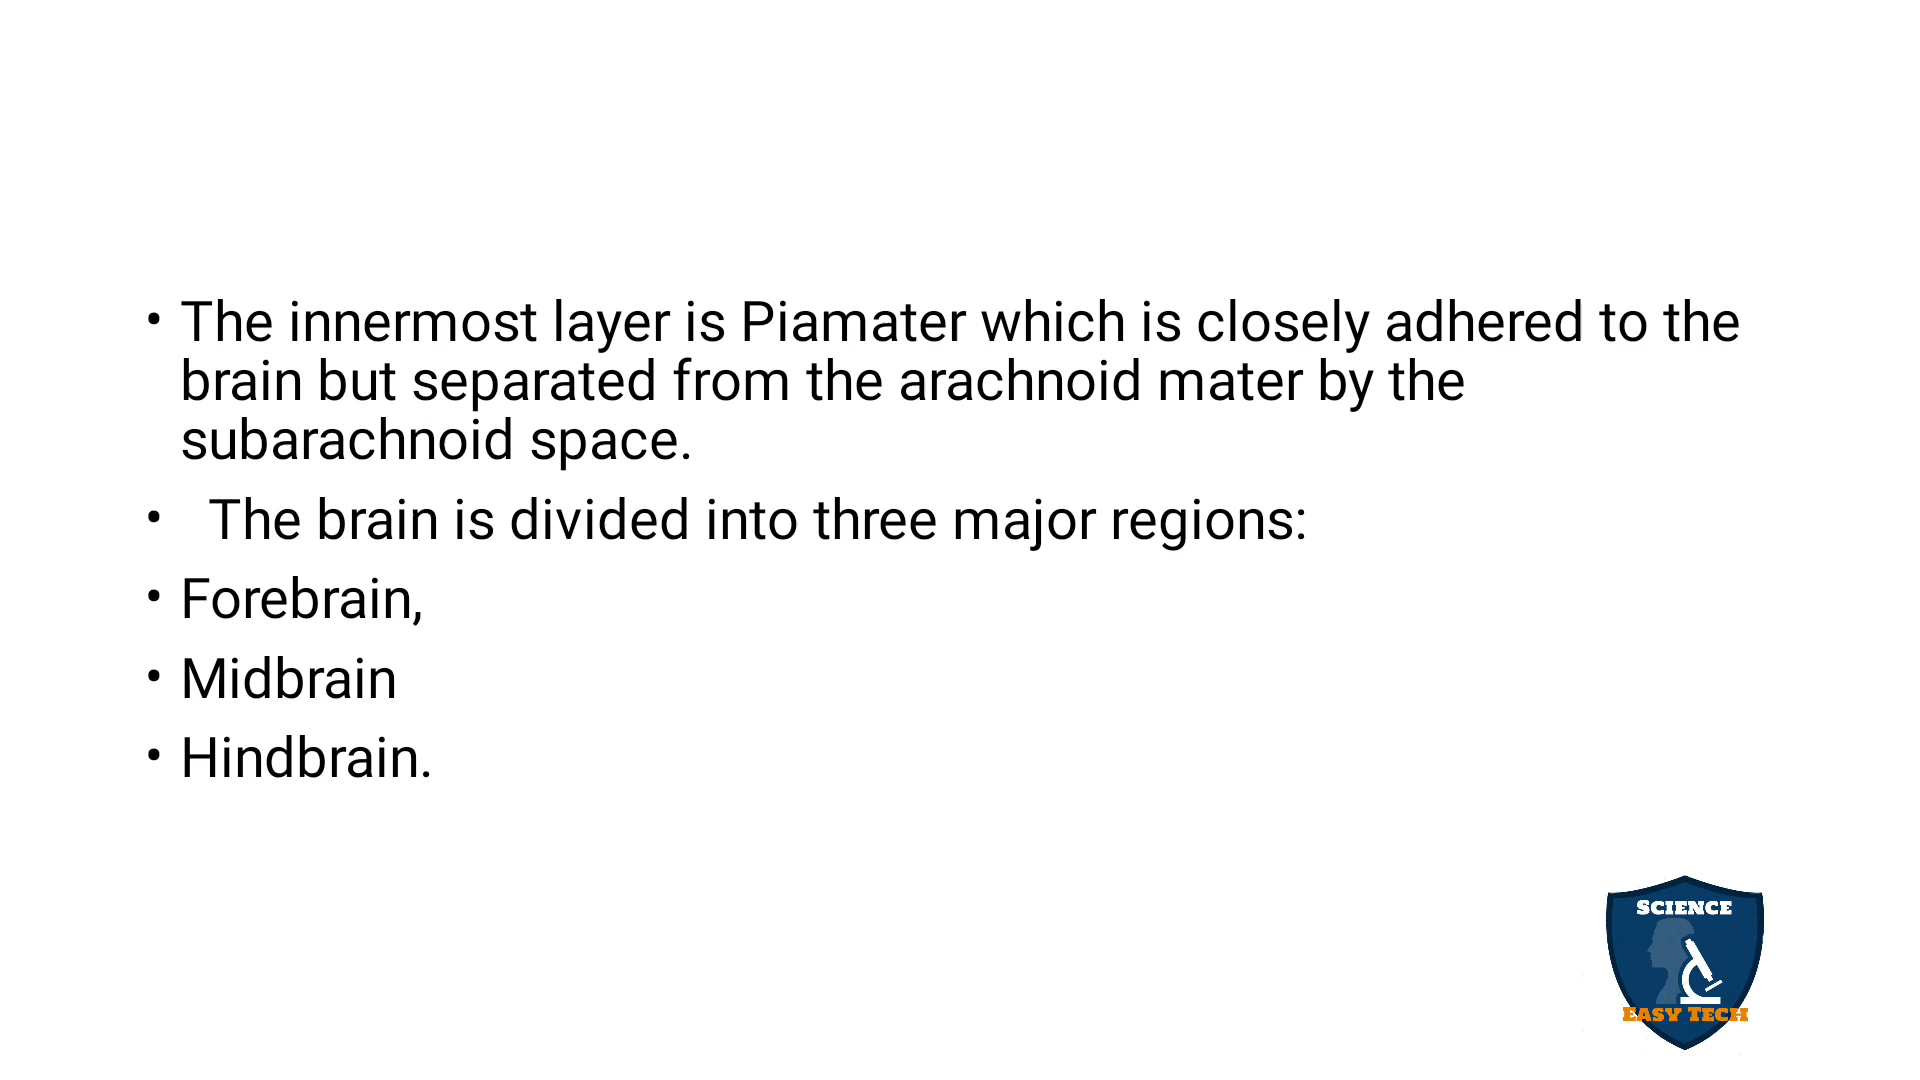 • The innermost layer is Piamater which is closely adhered to the
brain but separated from the arachnoid mater by the
subarachnoid space.
• The brain is divided into three major regions:
• Forebrain,
• Midbrain
• Hindbrain.
SCIENCE
EASY TECH